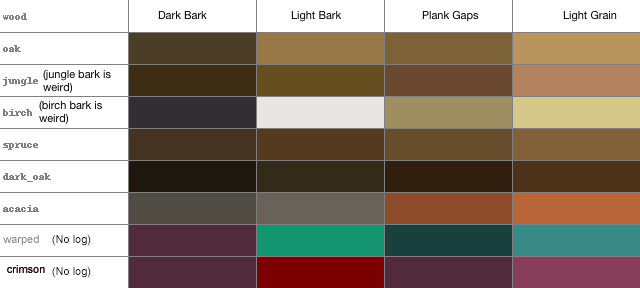 wood Dark Bark Light Bark Plank Gaps Light Grain
oak
jungle (jungle bark is
weird)
birch (birch bark is
weird)
spruce
dark_oak
acacia
warped (No log)
crimson (No log)